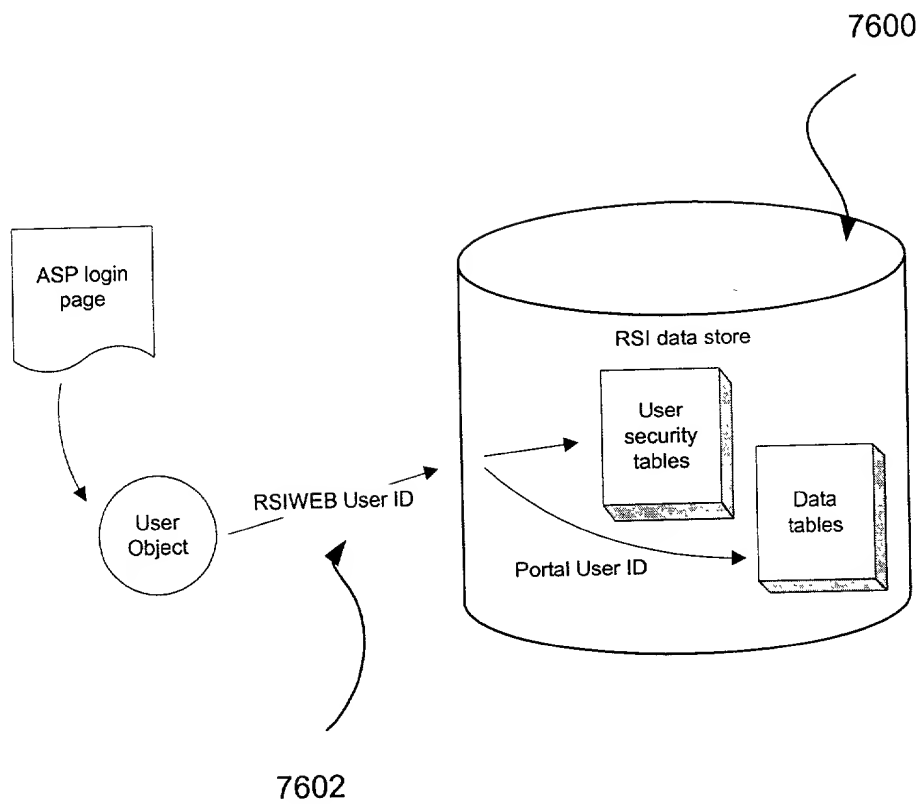 7600
ASP login
page
RSI data store
User
security
tables
Data
tables
User
Object
RSIWEB User ID
Portal User ID
7602